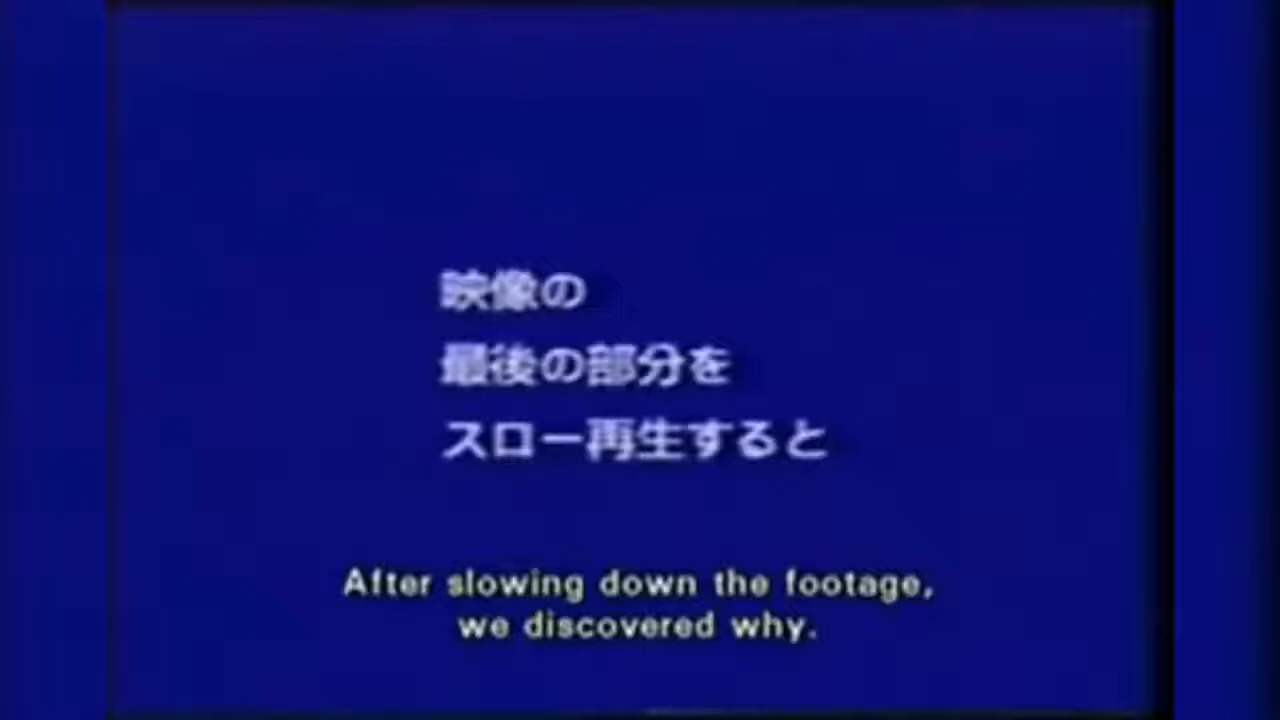 映像の
最後の部分を
スロー再生すると
After slowing down the footage,
we discovered why.